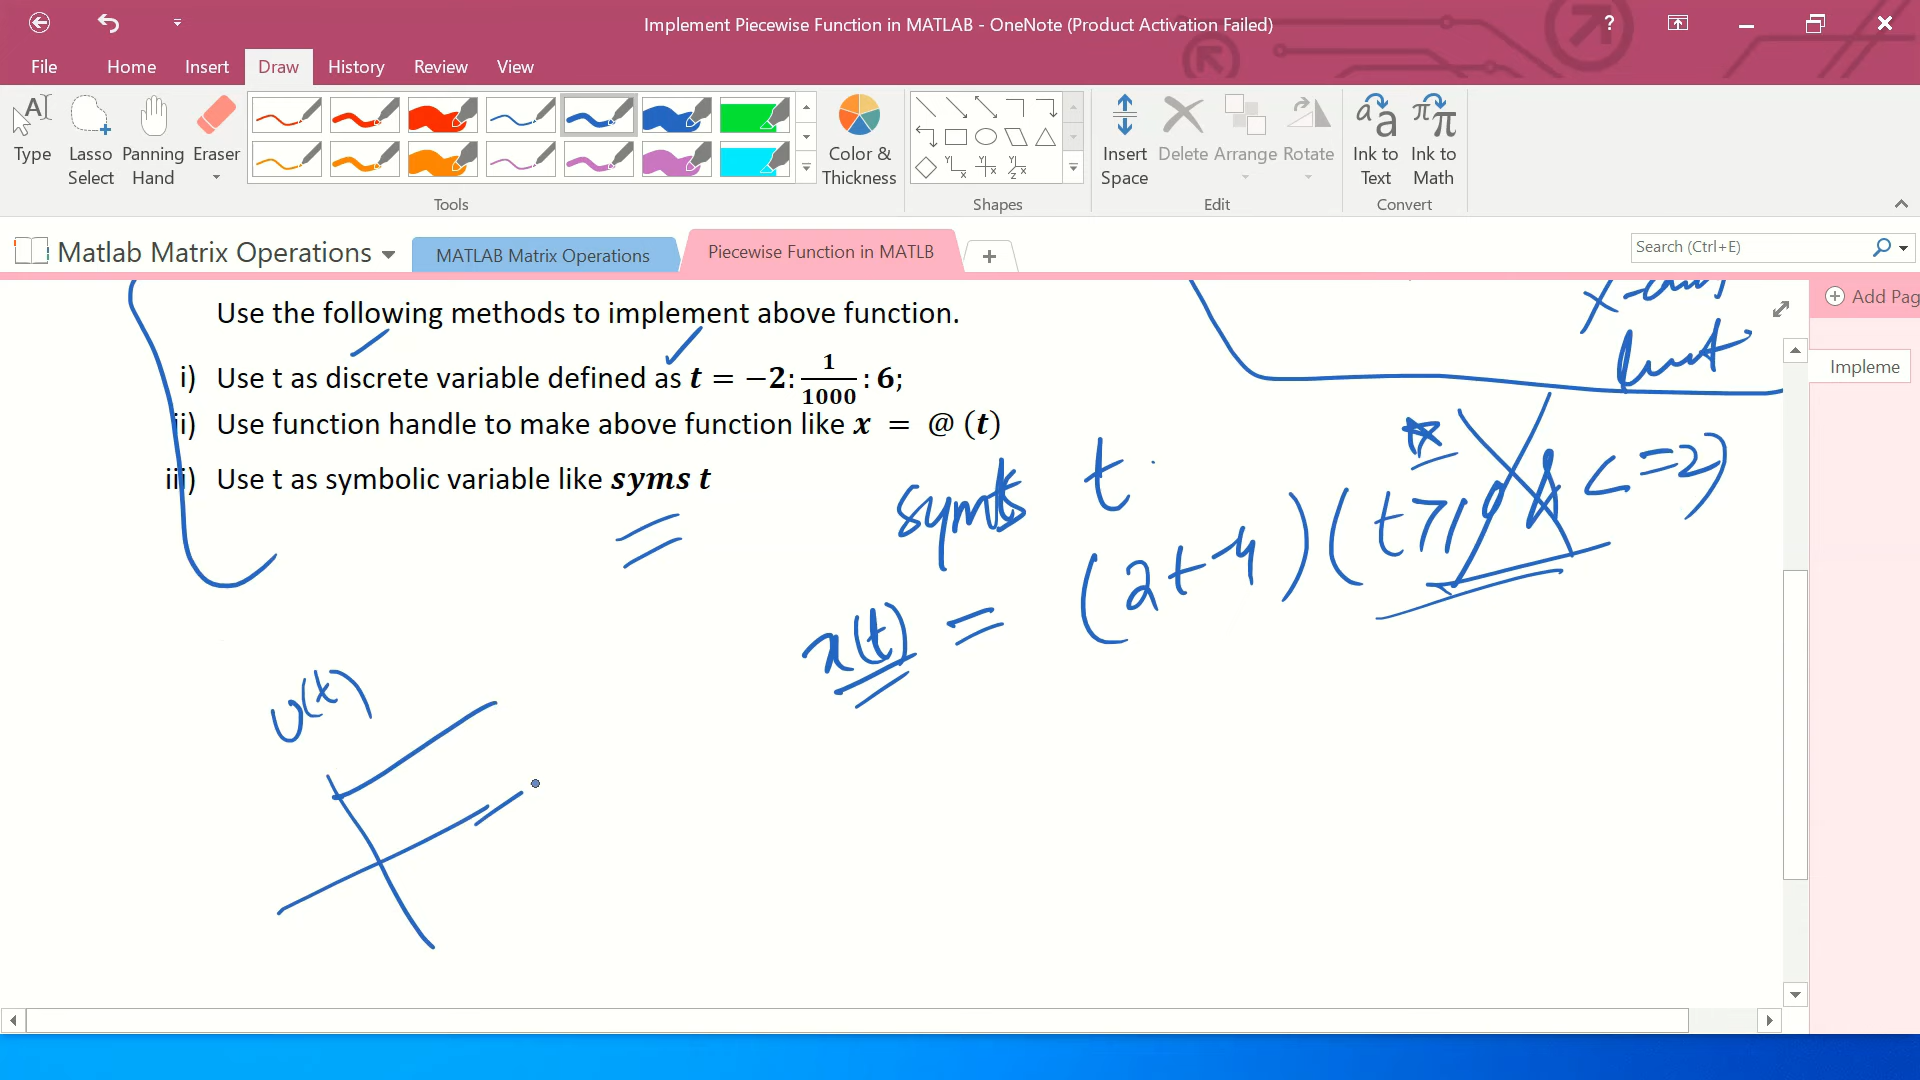 Implement Piecewise Function in MATLAB - OneNote (Product Activation Failed)
?
File Home Insert Draw History Review View
Type
Lasso Select
Panning Hand
Eraser
Color & Thickness
Insert Space
Delete Arrange Rotate
Ink to Text
Ink to Math
Tools Shapes Edit Convert
Matlab Matrix Operations
MATLAB Matrix Operations
Piecewise Function in MATLB
Search (Ctrl+E)
Add Pag
Impleme
Use the following methods to implement above function.
i) Use t as discrete variable defined as t = −2: 1/1000 : 6;
ii) Use function handle to make above function like x = @ (t)
iii) Use t as symbolic variable like syms t
t
<=2)
x(t) = (2t-4)(t
u(t)